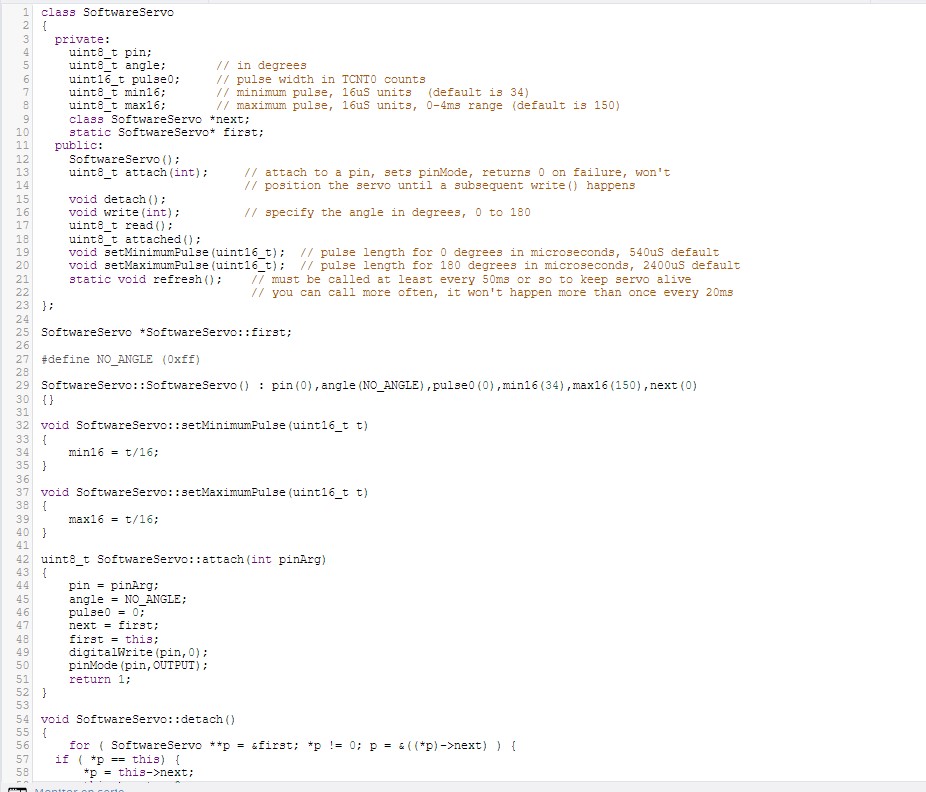 1 class SoftwareServo
2 {
3 private:
4 uint8_t pin;
5 uint8_t angle; // in degrees
6 uint16_t pulse0; // pulse width in TCNT0 counts
7 uint8_t min16; // minimum pulse, 16uS units (default is 34)
8 uint8_t max16; // maximum pulse, 16uS units, 0-4ms range (default is 150)
9 class SoftwareServo *next;
10 static SoftwareServo* first;
11 public:
12 SoftwareServo();
13 uint8_t attach(int); // attach to a pin, sets pinMode, returns 0 on failure, won't
14 // position the servo until a subsequent write() happens
15 void detach();
16 void write(int); // specify the angle in degrees, 0 to 180
17 uint8_t read();
18 uint8_t attached();
19 void setMinimumPulse(uint16_t); // pulse length for 0 degrees in microseconds, 540uS default
20 void setMaximumPulse(uint16_t); // pulse length for 180 degrees in microseconds, 2400uS default
21 static void refresh(); // must be called at least every 50ms or so to keep servo alive
22 // you can call more often, it won't happen more than once every 20ms
23 };
24
25 SoftwareServo *SoftwareServo::first;
26
27 #define NO_ANGLE (0xff)
28
29 SoftwareServo::SoftwareServo() : pin(0),angle(NO_ANGLE),pulse0(0),min16(34),max16(150),next(0)
30 {}
31
32 void SoftwareServo::setMinimumPulse(uint16_t t)
33 {
34 min16 = t/16;
35 }
36
37 void SoftwareServo::setMaximumPulse(uint16_t t)
38 {
39 max16 = t/16;
40 }
41
42 uint8_t SoftwareServo::attach(int pinArg)
43 {
44 pin = pinArg;
45 angle = NO_ANGLE;
46 pulse0 = 0;
47 next = first;
48 first = this;
49 digitalWrite(pin,0);
50 pinMode(pin,OUTPUT);
51 return 1;
52 }
53
54 void SoftwareServo::detach()
55 {
56 for ( SoftwareServo **p = &first; *p != 0; p = &((*p)->next) ) {
57 if ( *p == this) {
58 *p = this->next;